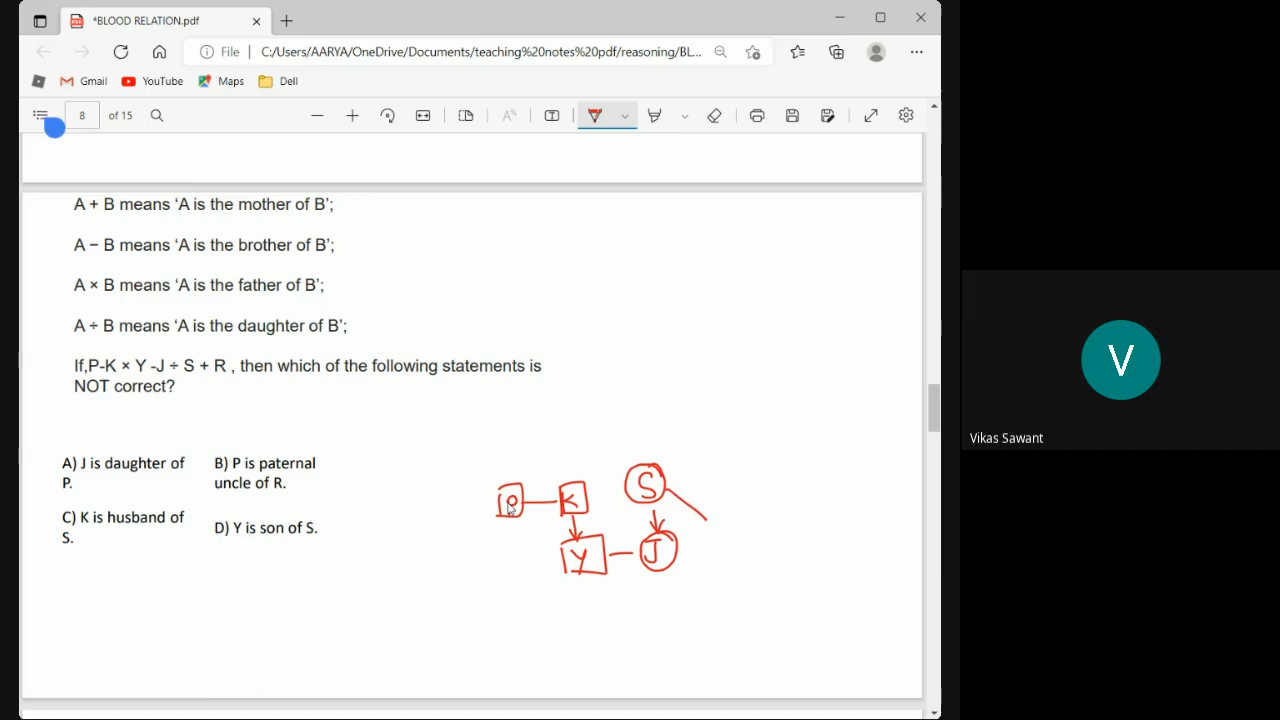 *BLOOD RELATION.pdf
File
C:/Users/AARYA/OneDrive/Documents/teaching%20notes%20pdf/reasoning/BL...
Gmail
YouTube
Maps
Dell
8
of 15
A + B means ‘A is the mother of B’;
A − B means ‘A is the brother of B’;
A × B means ‘A is the father of B’;
A ÷ B means ‘A is the daughter of B’;
If,P-K × Y -J ÷ S + R , then which of the following statements is
NOT correct?
A) J is daughter of
P.
B) P is paternal
uncle of R.
C) K is husband of
S.
D) Y is son of S.
P K S
Y J
V
Vikas Sawant